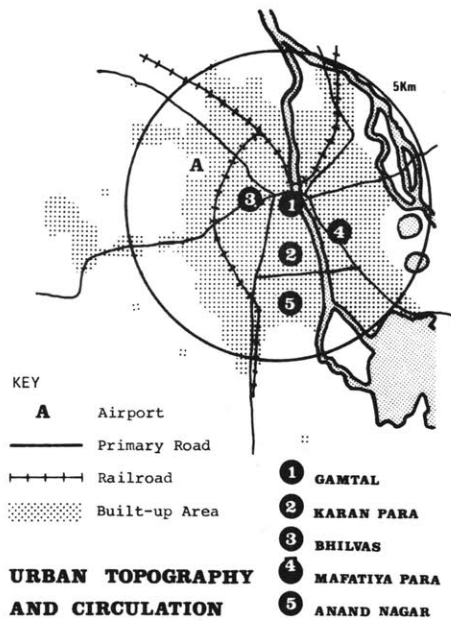 5Km
A
1
3
4
2
5
KEY
A Airport
Primary Road
Railroad
Built-up Area
1 GAMTAL
2 KARAN PARA
3 BHILVAS
4 MAFATIYA PARA
5 ANAND NAGAR
URBAN TOPOGRAPHY
AND CIRCULATION